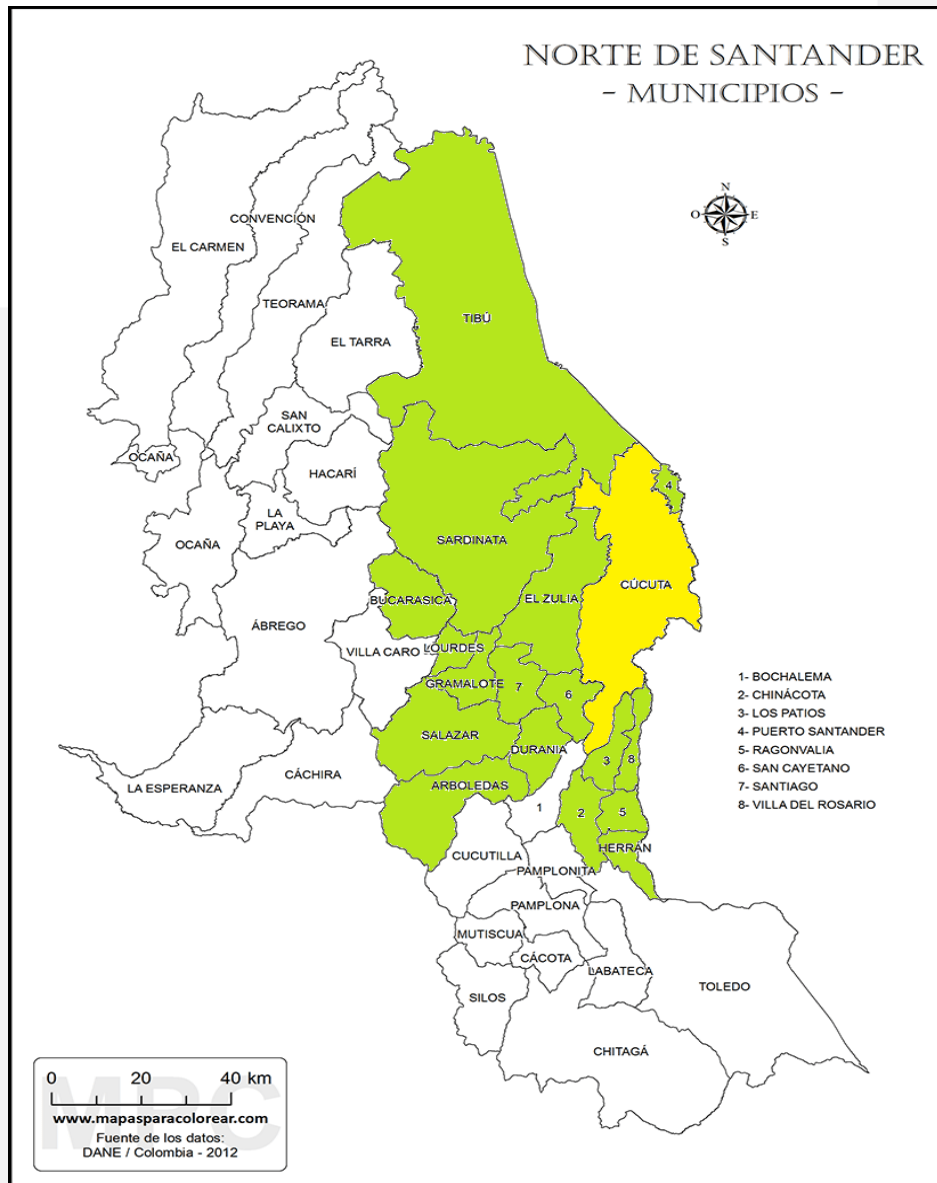 NORTE DE SANTANDER
- MUNICIPIOS -
N
O E
S
CONVENCIÓN
EL CARMEN
TEORAMA
TIBÚ
EL TARRA
SAN
CALIXTO
OCAÑA
HACARÍ
4
LA
PLAYA
OCAÑA
SARDINATA
CÚCUTA
BUCARASICA
EL ZULIA
ÁBREGO
VILLA CARO
LOURDES
GRAMALOTE
7
6
SALAZAR
DURANIA
3
8
LA ESPERANZA
CÁCHIRA
ARBOLEDAS
1
2
5
HERRÁN
CUCUTILLA
PAMPLONITA
PAMPLONA
MUTISCUA
CÁCOTA
LABATECA
SILOS
TOLEDO
CHITAGÁ
1- BOCHALEMA
2- CHINÁCOTA
3- LOS PATIOS
4- PUERTO SANTANDER
5- RAGONVALIA
6- SAN CAYETANO
7- SANTIAGO
8- VILLA DEL ROSARIO
0 20 40 km
MPC
www.mapasparacolorear.com
Fuente de los datos:
DANE / Colombia - 2012